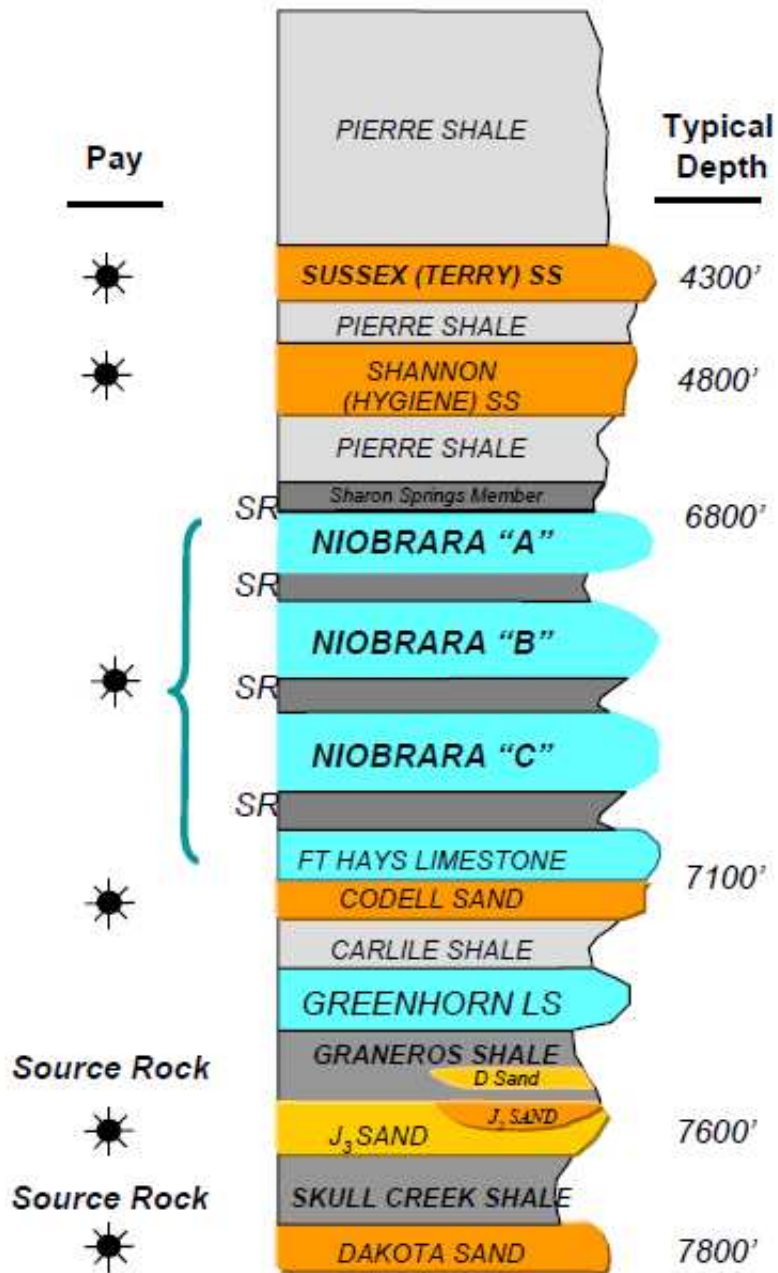 PIERRE SHALE
Typical
Depth
Pay
SUSSEX (TERRY) SS
4300’
PIERRE SHALE
SHANNON
(HYGIENE) SS
4800’
PIERRE SHALE
Sharon Springs Member
SR
6800’
NIOBRARA “A”
SR
NIOBRARA “B”
SR
NIOBRARA “C”
SR
FT HAYS LIMESTONE
7100’
CODELL SAND
CARLILE SHALE
GREENHORN LS
GRANEROS SHALE
Source Rock
D Sand
J2 SAND
J3 SAND
7600’
Source Rock
SKULL CREEK SHALE
DAKOTA SAND
7800’